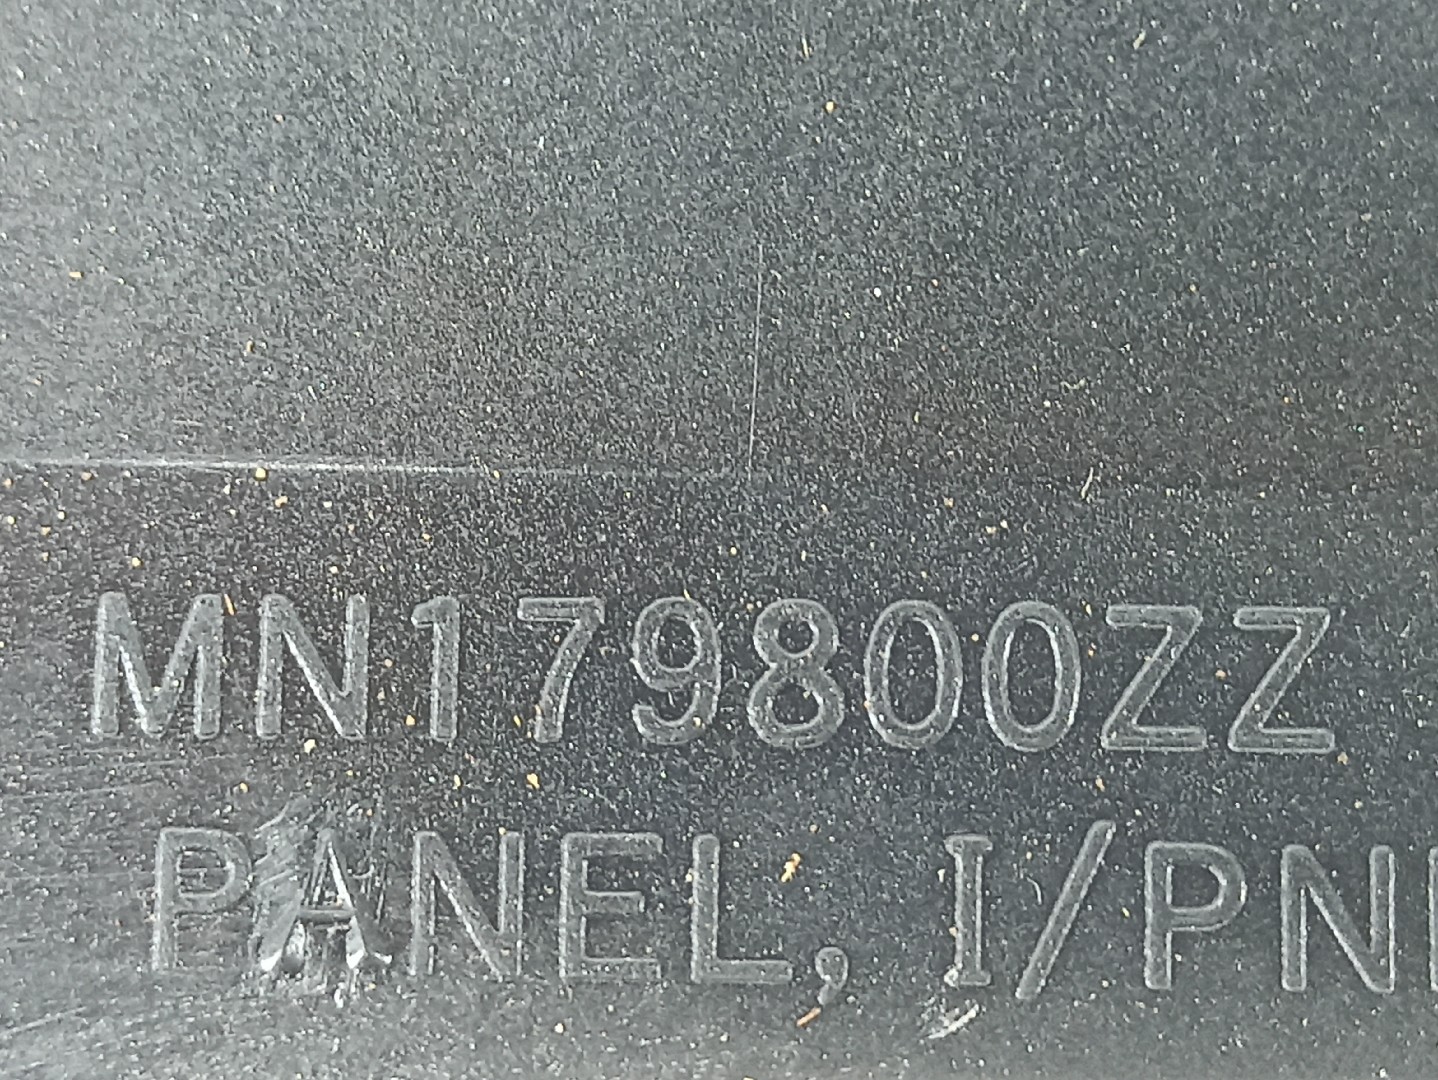 MN179800ZZ
PANEL, I/PN